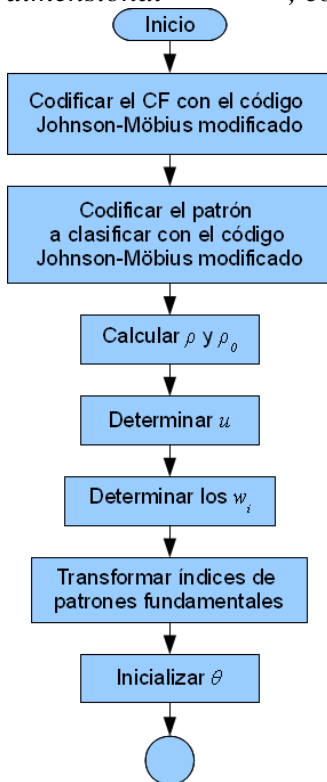 dimensional
Inicio
Codificar el CF con el código
Johnson-Möbius modificado
Codificar el patrón
a clasificar con el código
Johnson-Möbius modificado
Calcular ρ y ρ₀
Determinar u
Determinar los wᵢ
Transformar índices de
patrones fundamentales
Inicializar θ